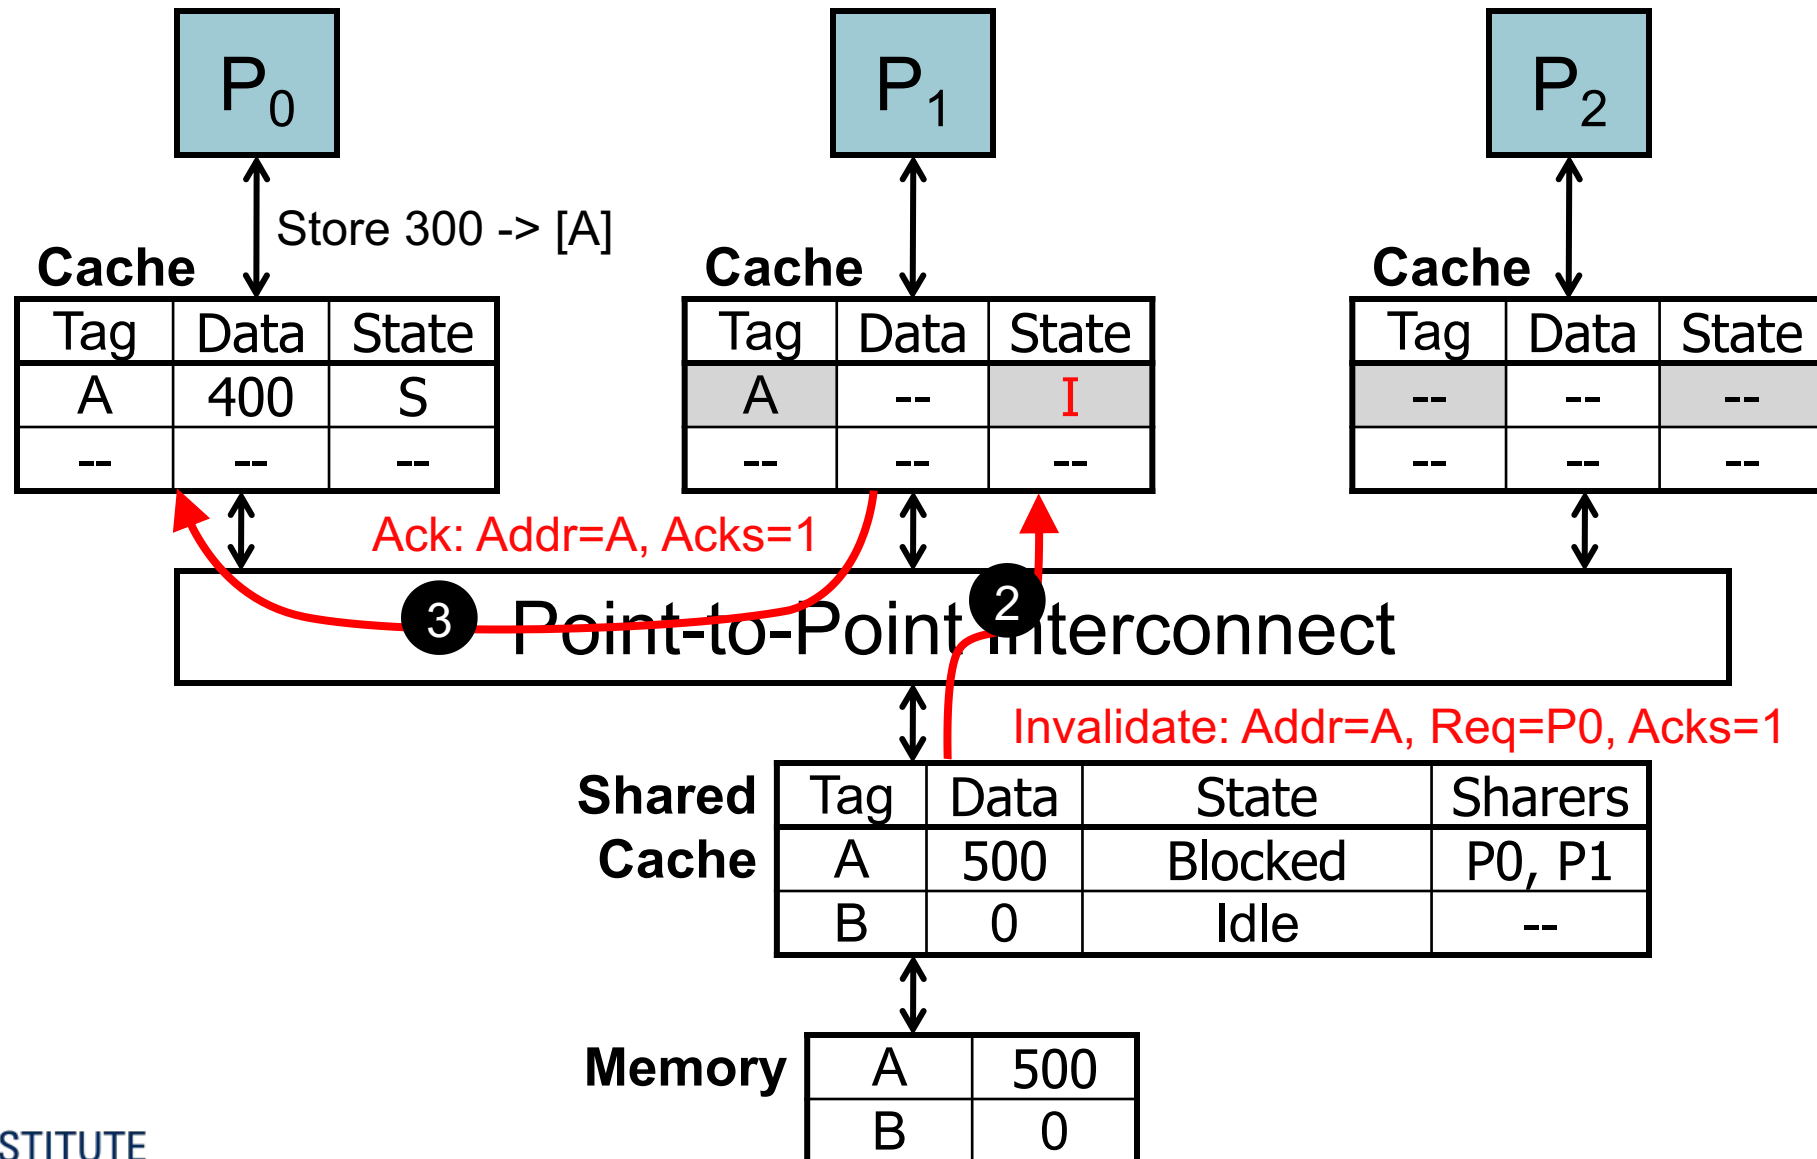 P0
P1
P2
Store 300 -> [A]
Cache
Cache
Cache
Tag Data State
Tag Data State
Tag Data State
A 400 S
A -- I
-- -- --
-- -- --
-- -- --
-- -- --
Ack: Addr=A, Acks=1
3
2
Point-to-Point Interconnect
Invalidate: Addr=A, Req=P0, Acks=1
Shared
Cache
Tag Data State Sharers
A 500 Blocked P0, P1
B 0 Idle --
Memory
A 500
B 0
STITUTE